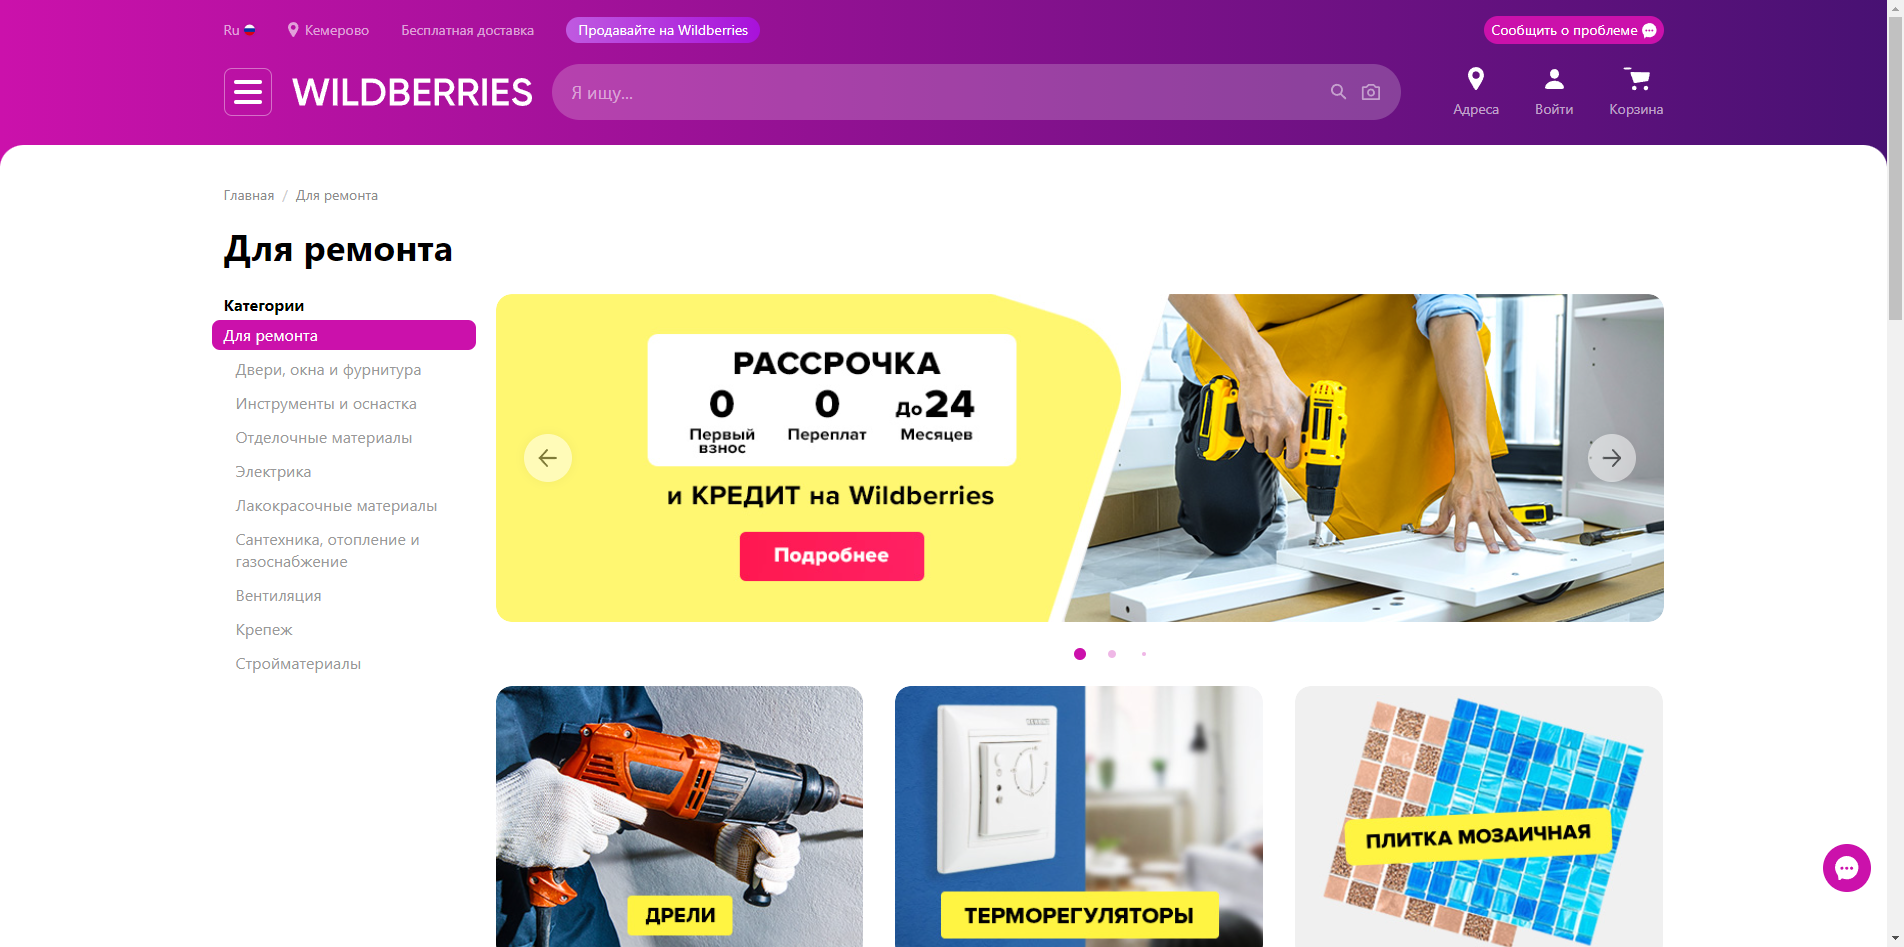 Ru
Кемерово
Бесплатная доставка
Продавайте на Wildberries
Сообщить о проблеме
WILDBERRIES
Я ищу...
Адреса
Войти
Корзина
Главная / Для ремонта
Для ремонта
Категории
Для ремонта
Двери, окна и фурнитура
Инструменты и оснастка
Отделочные материалы
Электрика
Лакокрасочные материалы
Сантехника, отопление и
газоснабжение
Вентиляция
Крепеж
Стройматериалы
РАССРОЧКА
0 0 До 24
Первый Переплат Месяцев
взнос
и КРЕДИТ на Wildberries
Подробнее
ДРЕЛИ
ТЕРМОРЕГУЛЯТОРЫ
ПЛИТКА МОЗАИЧНАЯ